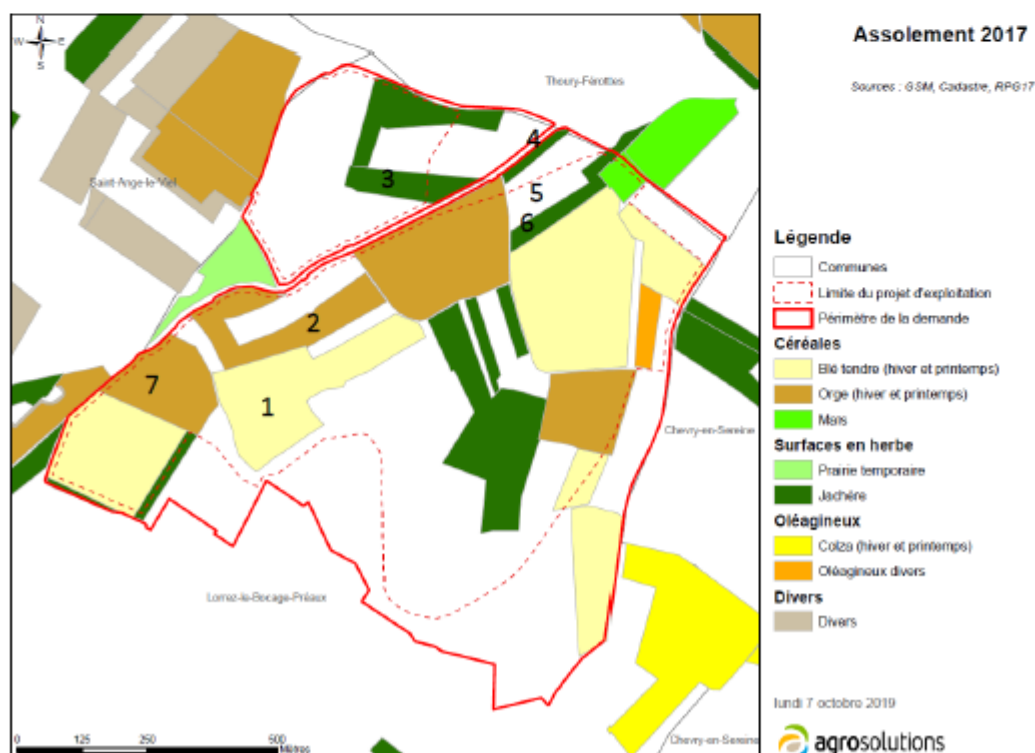 Assolement 2017
Sources : GSM, Cadastre, RPG17
N
W E
S
Thoury-Férottes
Saint-Ange-le-Viel
4
3
5
6
2
7
1
Chevry-en-Sereine
Lorrez-le-Bocage-Préaux
Chevry-en-Sereine
0 125 250 500
Mètres
Légende
Communes
Limite du projet d'exploitation
Périmètre de la demande
Céréales
Blé tendre (hiver et printemps)
Orge (hiver et printemps)
Maïs
Surfaces en herbe
Prairie temporaire
Jachère
Oléagineux
Colza (hiver et printemps)
Oléagineux divers
Divers
Divers
lundi 7 octobre 2019
agrosolutions